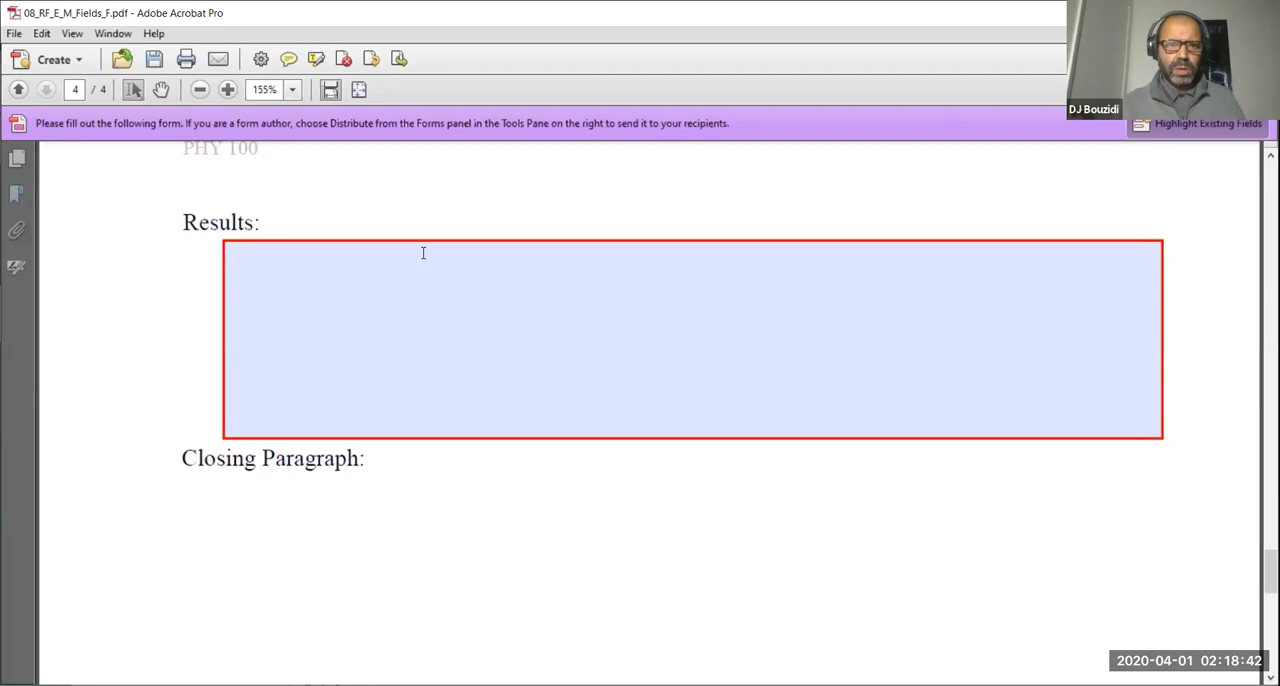 08_RF_E_M_Fields_F.pdf - Adobe Acrobat Pro
File Edit View Window Help
Create
4 / 4 155%
DJ Bouzidi
Please fill out the following form. If you are a form author, choose Distribute from the Forms panel in the Tools Pane on the right to send it to your recipients.
Highlight Existing Fields
PHY 100
Results:
Closing Paragraph:
2020-04-01 02:18:42